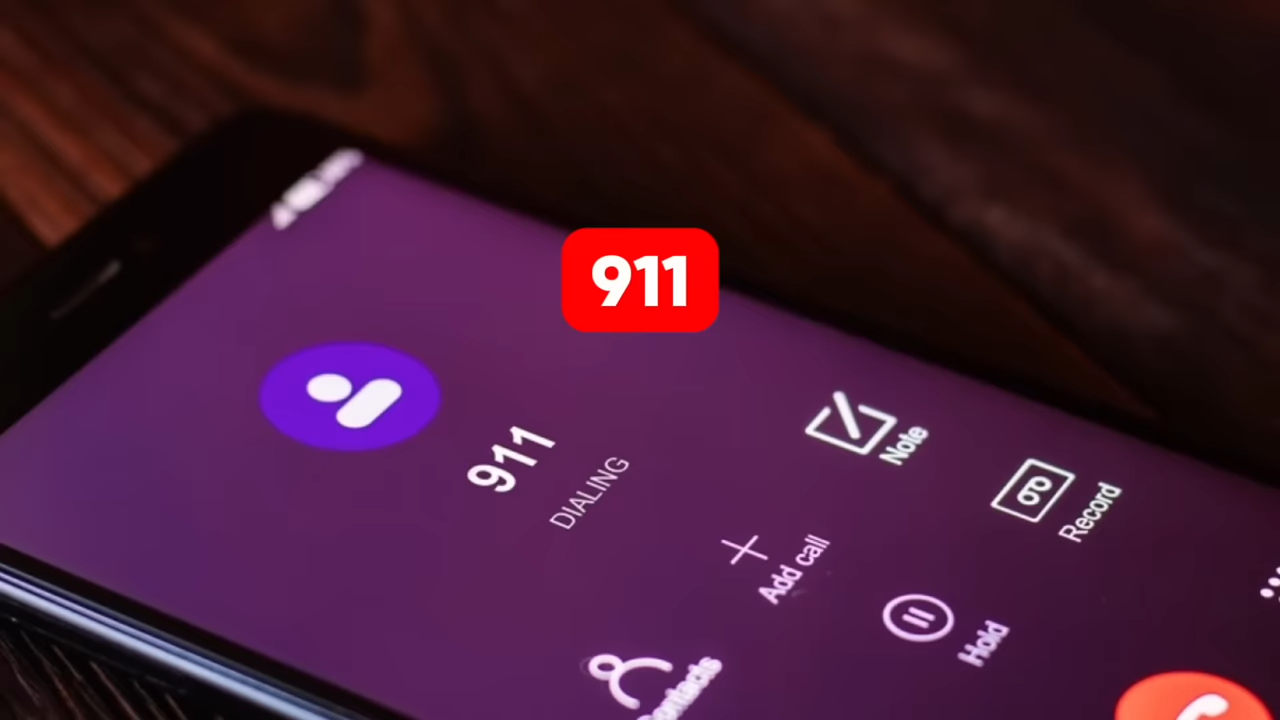 911
911
DIALING
Note
Record
Add call
Hold
Contacts